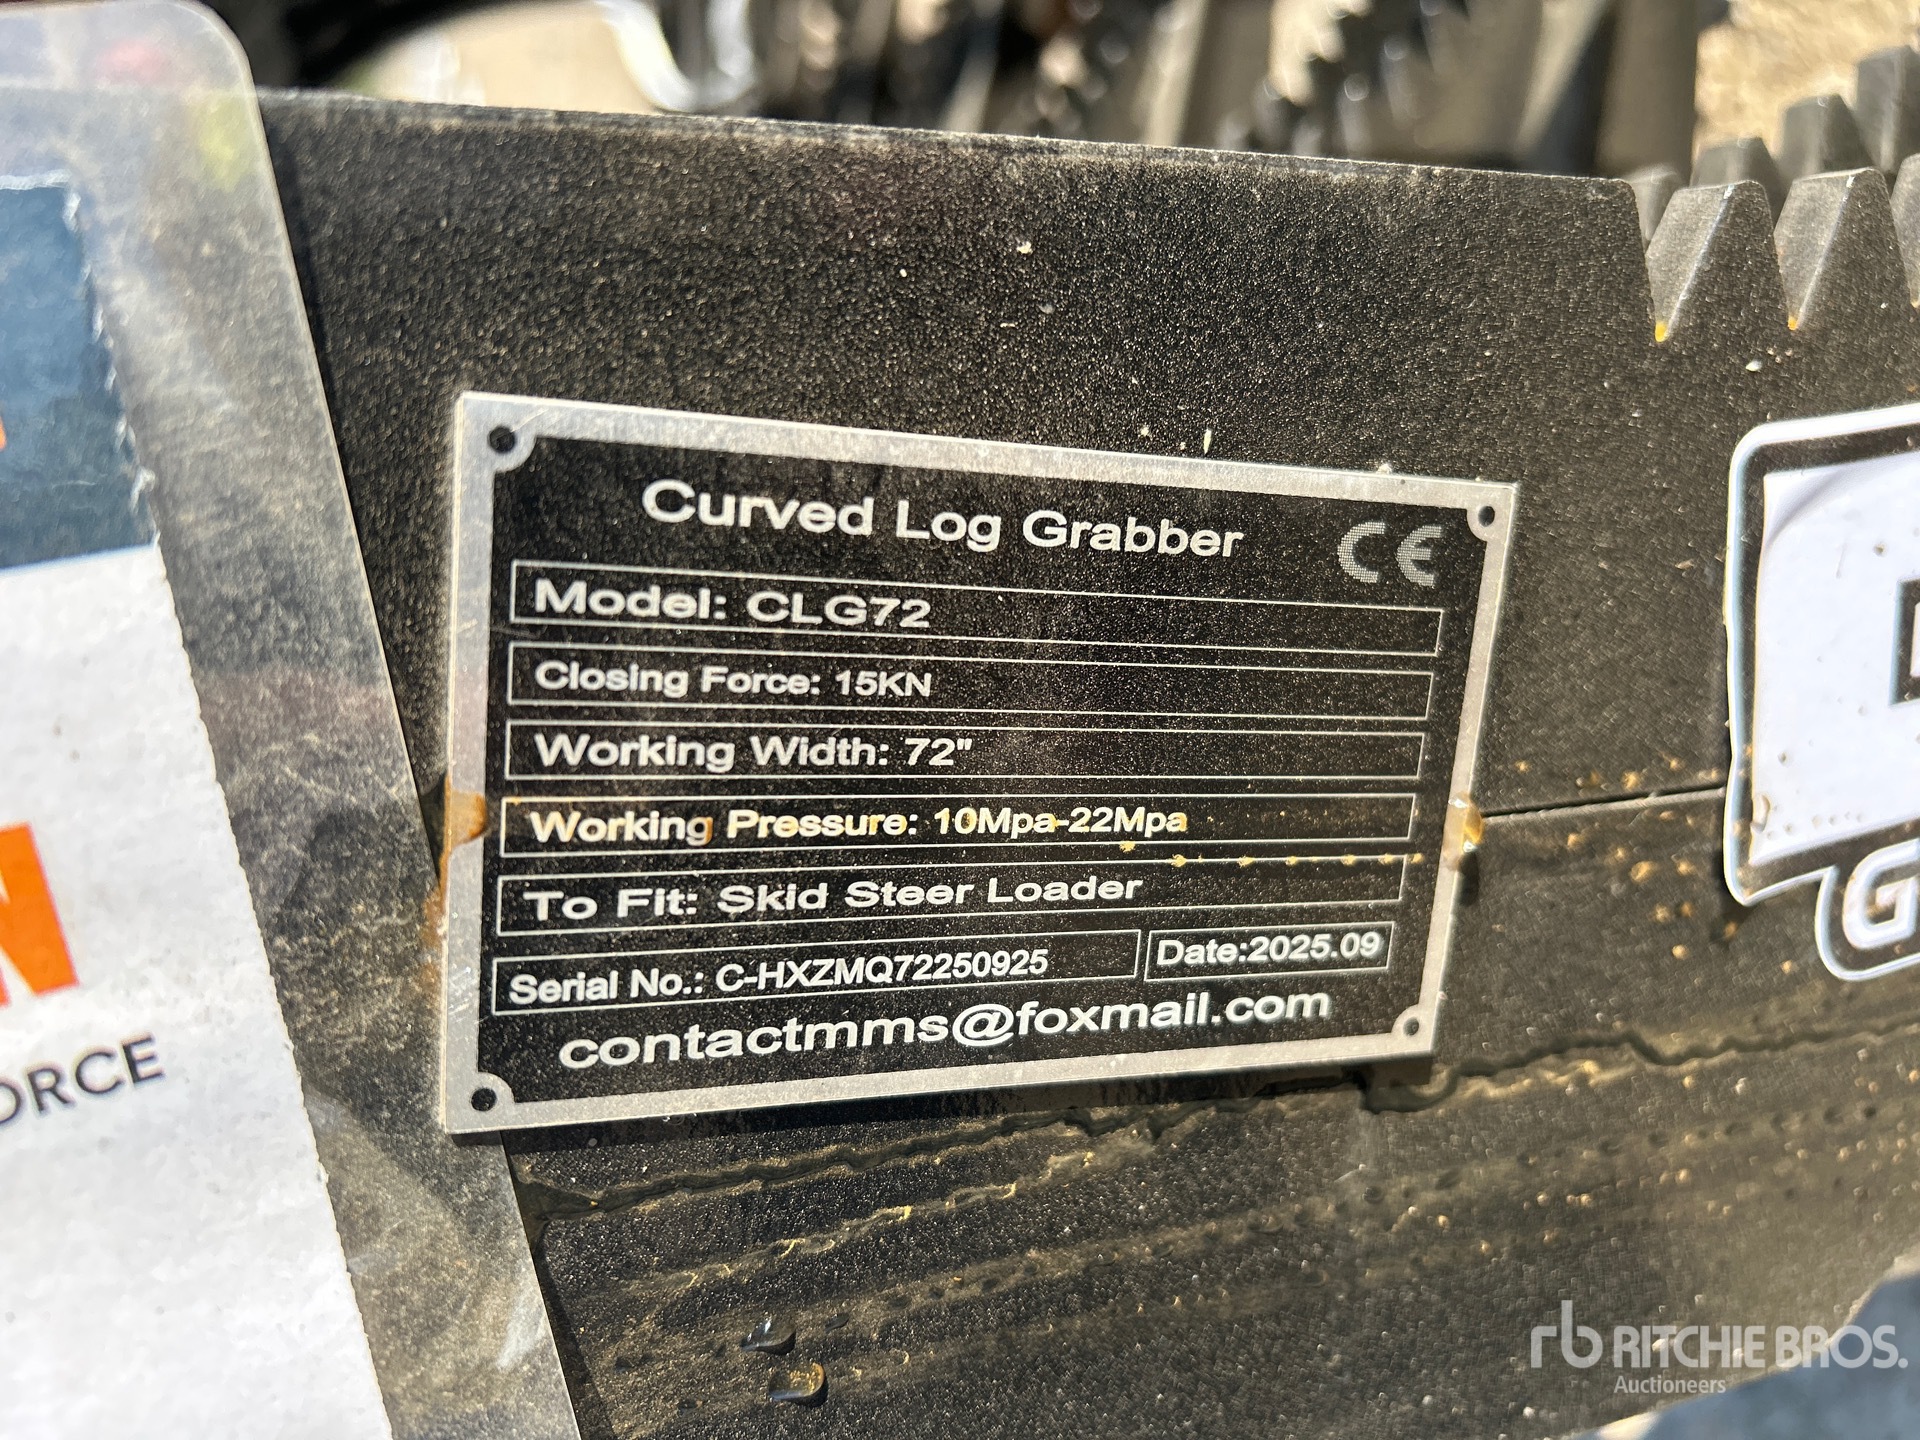 Curved Log Grabber
CE
Model: CLG72
Closing Force: 15KN
Working Width: 72"
Working Pressure: 10Mpa-22Mpa
To Fit: Skid Steer Loader
Serial No.: C-HXZMQ72250925
Date:2025.09
contactmms@foxmail.com
rb RITCHIE BROS.
Auctioneers